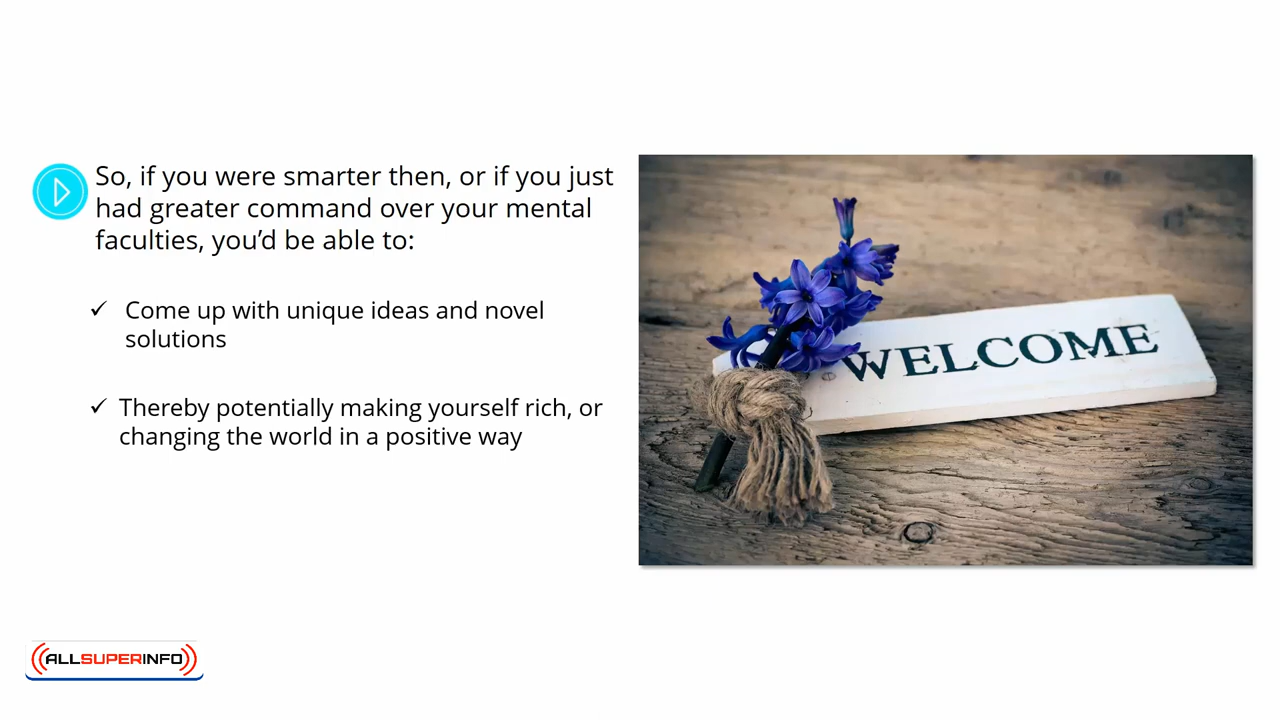 So, if you were smarter then, or if you just
had greater command over your mental
faculties, you’d be able to:
✓ Come up with unique ideas and novel
solutions
✓ Thereby potentially making yourself rich, or
changing the world in a positive way
WELCOME
ALLSUPERINFO